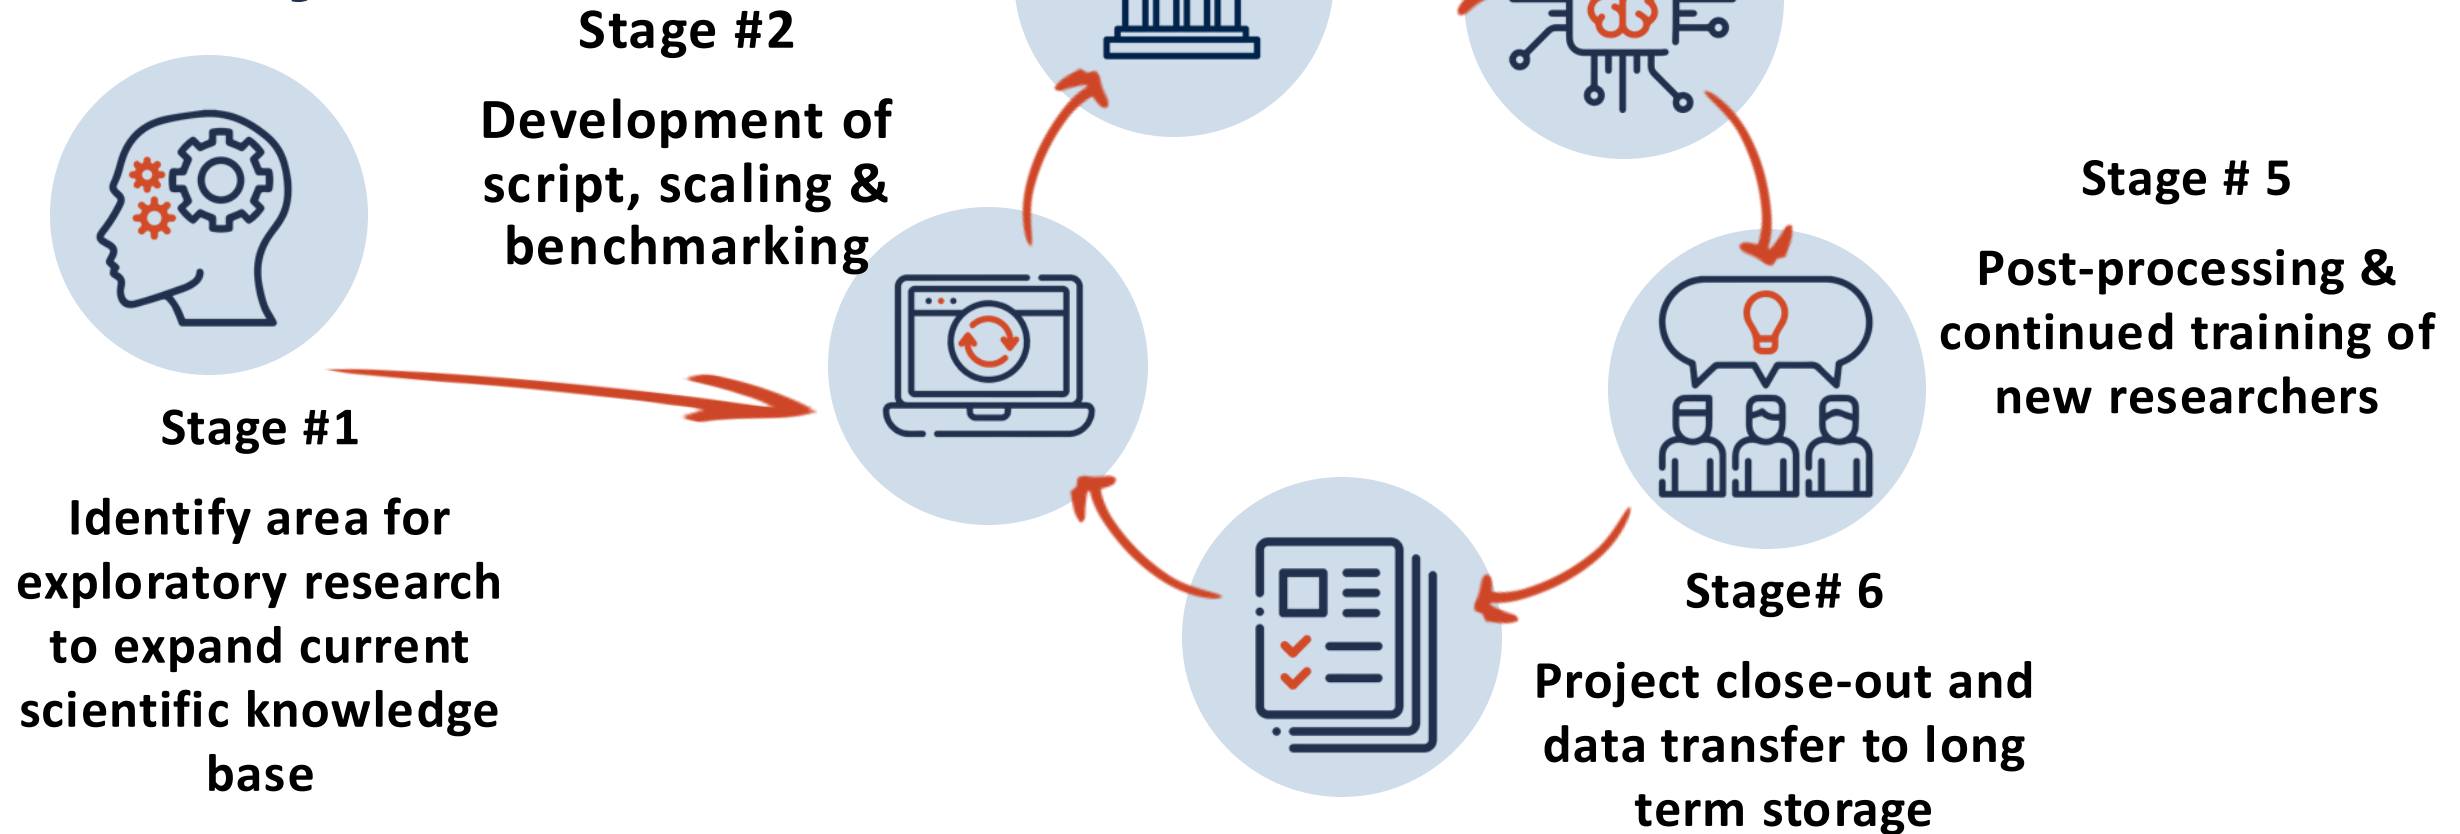 Stage #2
Development of
script, scaling &
benchmarking
Stage #1
Identify area for
exploratory research
to expand current
scientific knowledge
base
Stage # 5
Post-processing &
continued training of
new researchers
Stage# 6
Project close-out and
data transfer to long
term storage